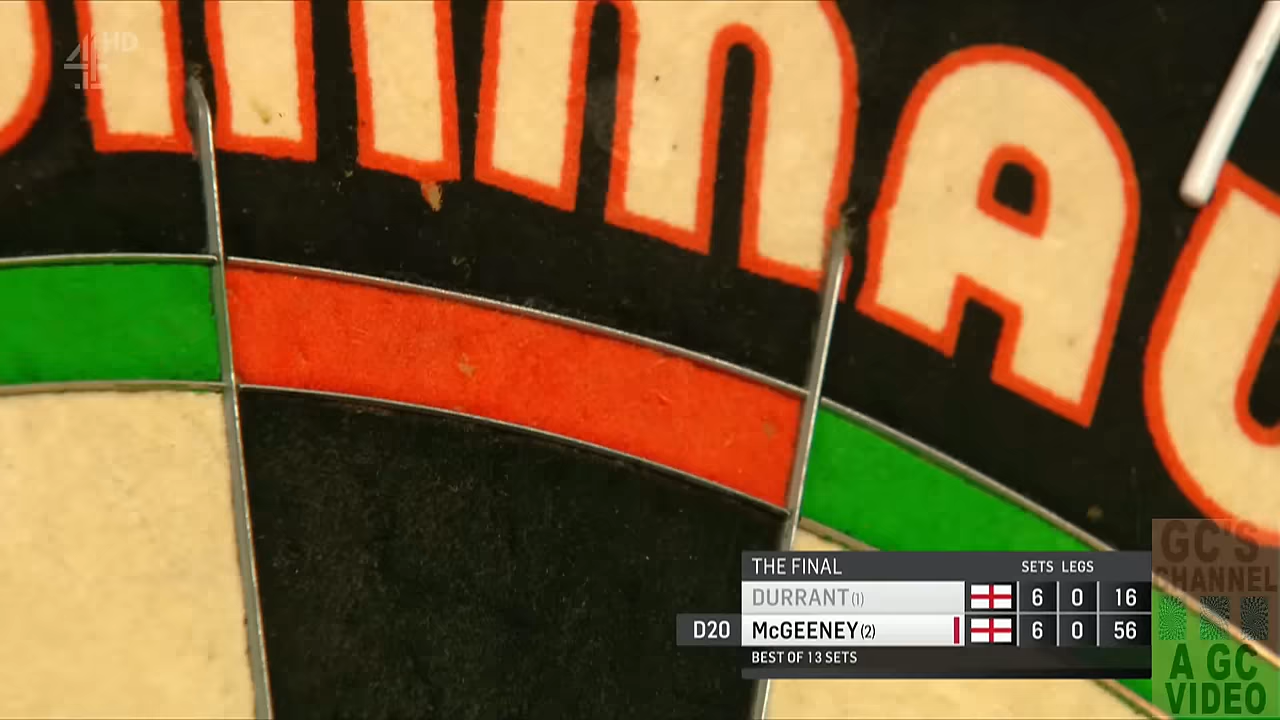 4 HD
THE FINAL SETS LEGS
DURRANT(1) 6 0 16
D20 McGEENEY(2) 6 0 56
BEST OF 13 SETS
GC'S
CHANNEL
A GC
VIDEO